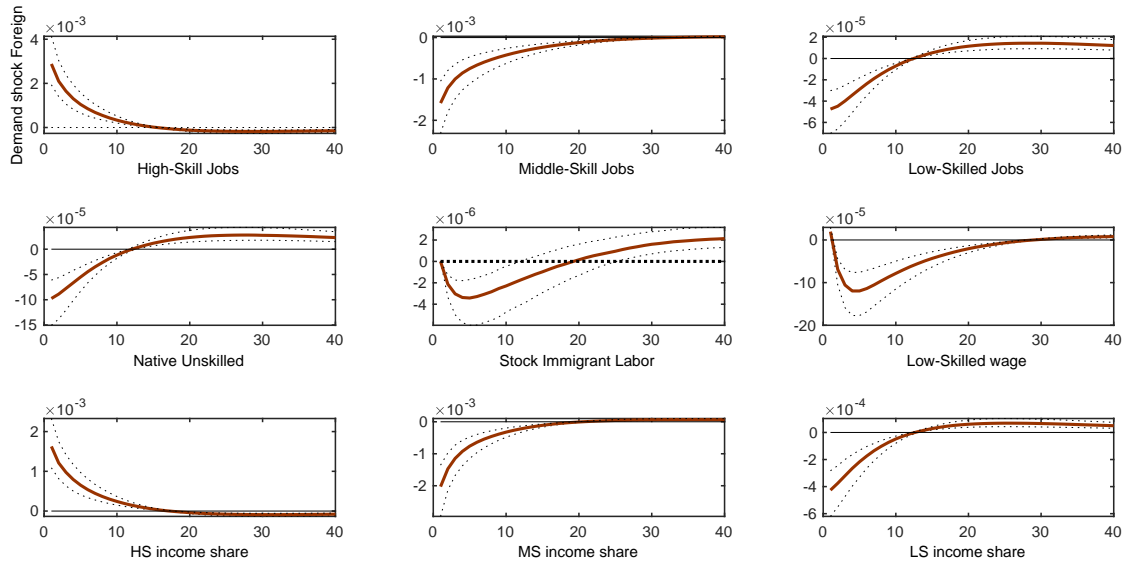 Demand shock Foreign
×10-3
4
2
0
0 10 20 30 40
High-Skill Jobs
×10-3
0
-1
-2
0 10 20 30 40
Middle-Skill Jobs
×10-5
2
0
-2
-4
-6
0 10 20 30 40
Low-Skilled Jobs
×10-5
0
-5
-10
-15
0 10 20 30 40
Native Unskilled
×10-6
2
0
-2
-4
0 10 20 30 40
Stock Immigrant Labor
×10-5
0
-10
-20
0 10 20 30 40
Low-Skilled wage
×10-3
2
1
0
0 10 20 30 40
HS income share
×10-3
0
-1
-2
0 10 20 30 40
MS income share
×10-4
0
-2
-4
-6
0 10 20 30 40
LS income share